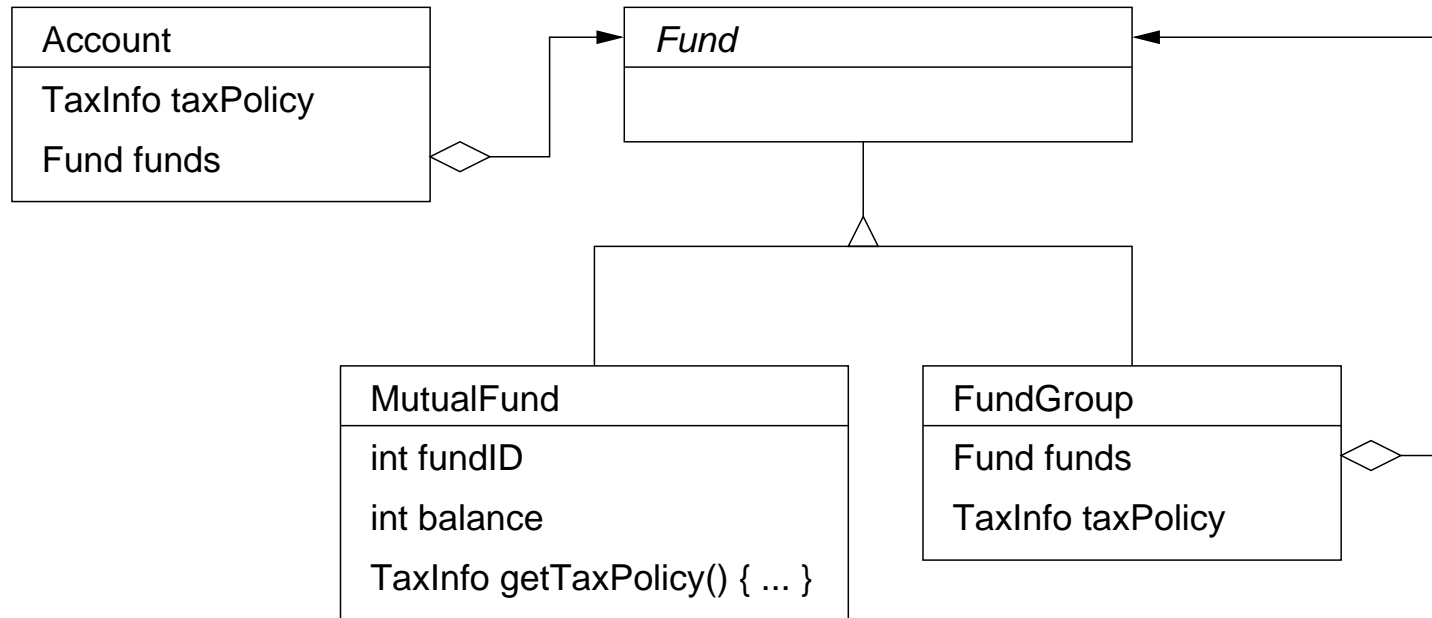 Account
TaxInfo taxPolicy
Fund funds
Fund
MutualFund
int fundID
int balance
TaxInfo getTaxPolicy() { ... }
FundGroup
Fund funds
TaxInfo taxPolicy